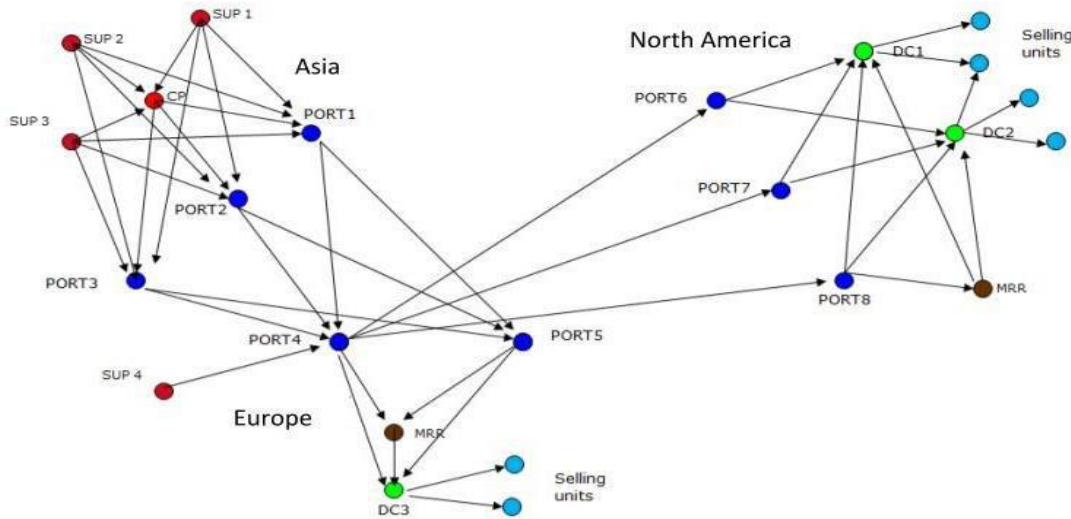 SUP 1
SUP 2
Asia
CP
SUP 3
PORT1
PORT2
PORT3
North America
DC1
Selling
units
PORT6
DC2
PORT7
PORT8
MRR
PORT4
PORT5
SUP 4
Europe
MRR
DC3
Selling
units